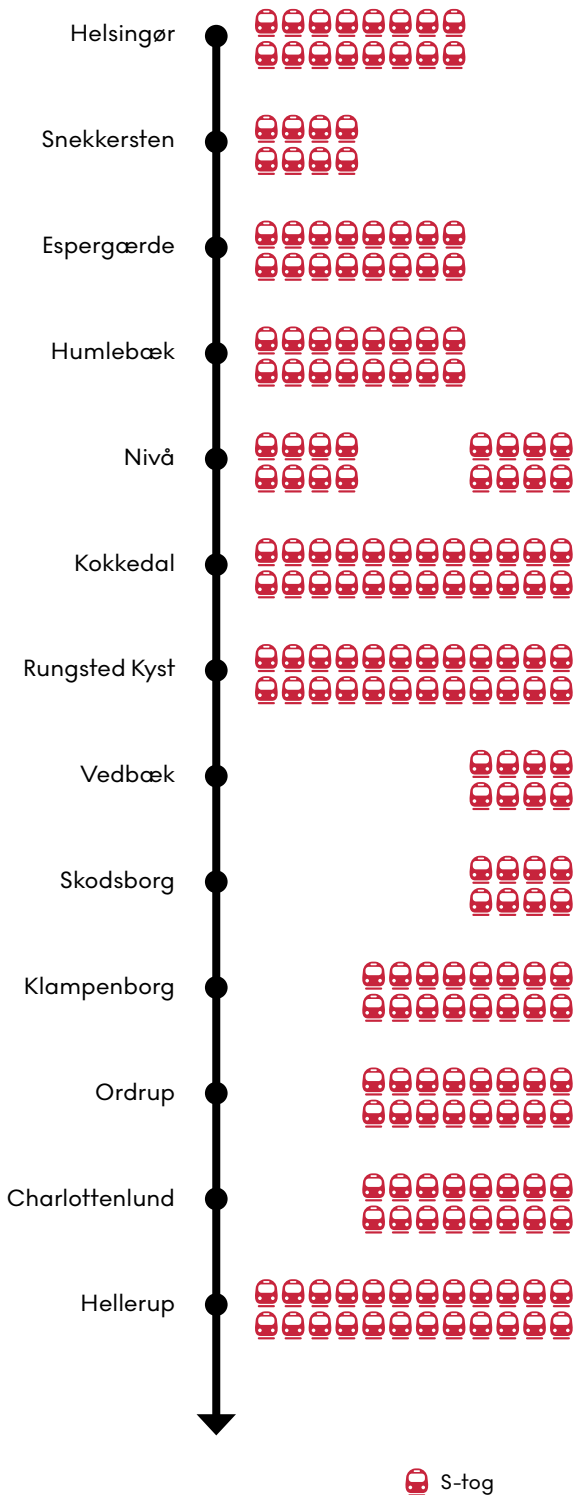 Helsingør
Snekkersten
Espergærde
Humlebæk
Nivå
Kokkedal
Rungsted Kyst
Vedbæk
Skodsborg
Klampenborg
Ordrup
Charlottenlund
Hellerup
S-tog